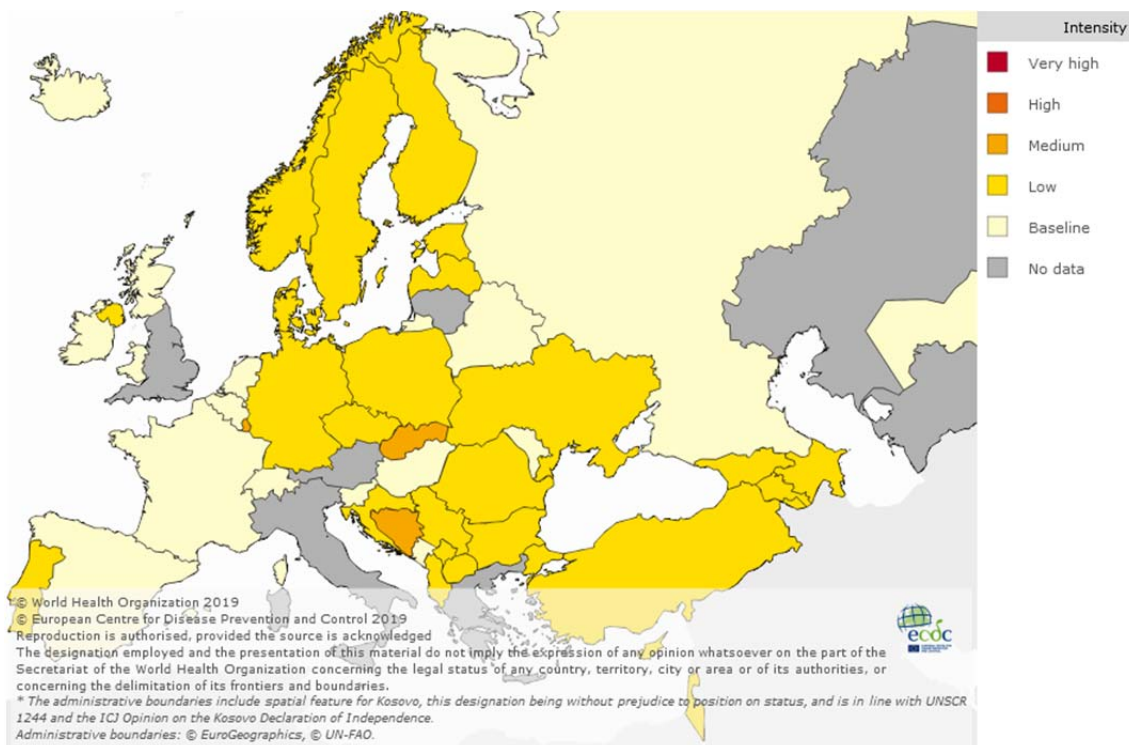 Intensity
Very high
High
Medium
Low
Baseline
No data
© World Health Organization 2019
© European Centre for Disease Prevention and Control 2019
Reproduction is authorised, provided the source is acknowledged
The designation employed and the presentation of this material do not imply the expression of any opinion whatsoever on the part of the
Secretariat of the World Health Organization concerning the legal status of any country, territory, city or area or of its authorities, or
concerning the delimitation of its frontiers and boundaries.
* The administrative boundaries include spatial feature for Kosovo, this designation being without prejudice to position on status, and is in line with UNSCR
1244 and the ICJ Opinion on the Kosovo Declaration of Independence.
Administrative boundaries: © EuroGeographics, © UN-FAO.
ecdc